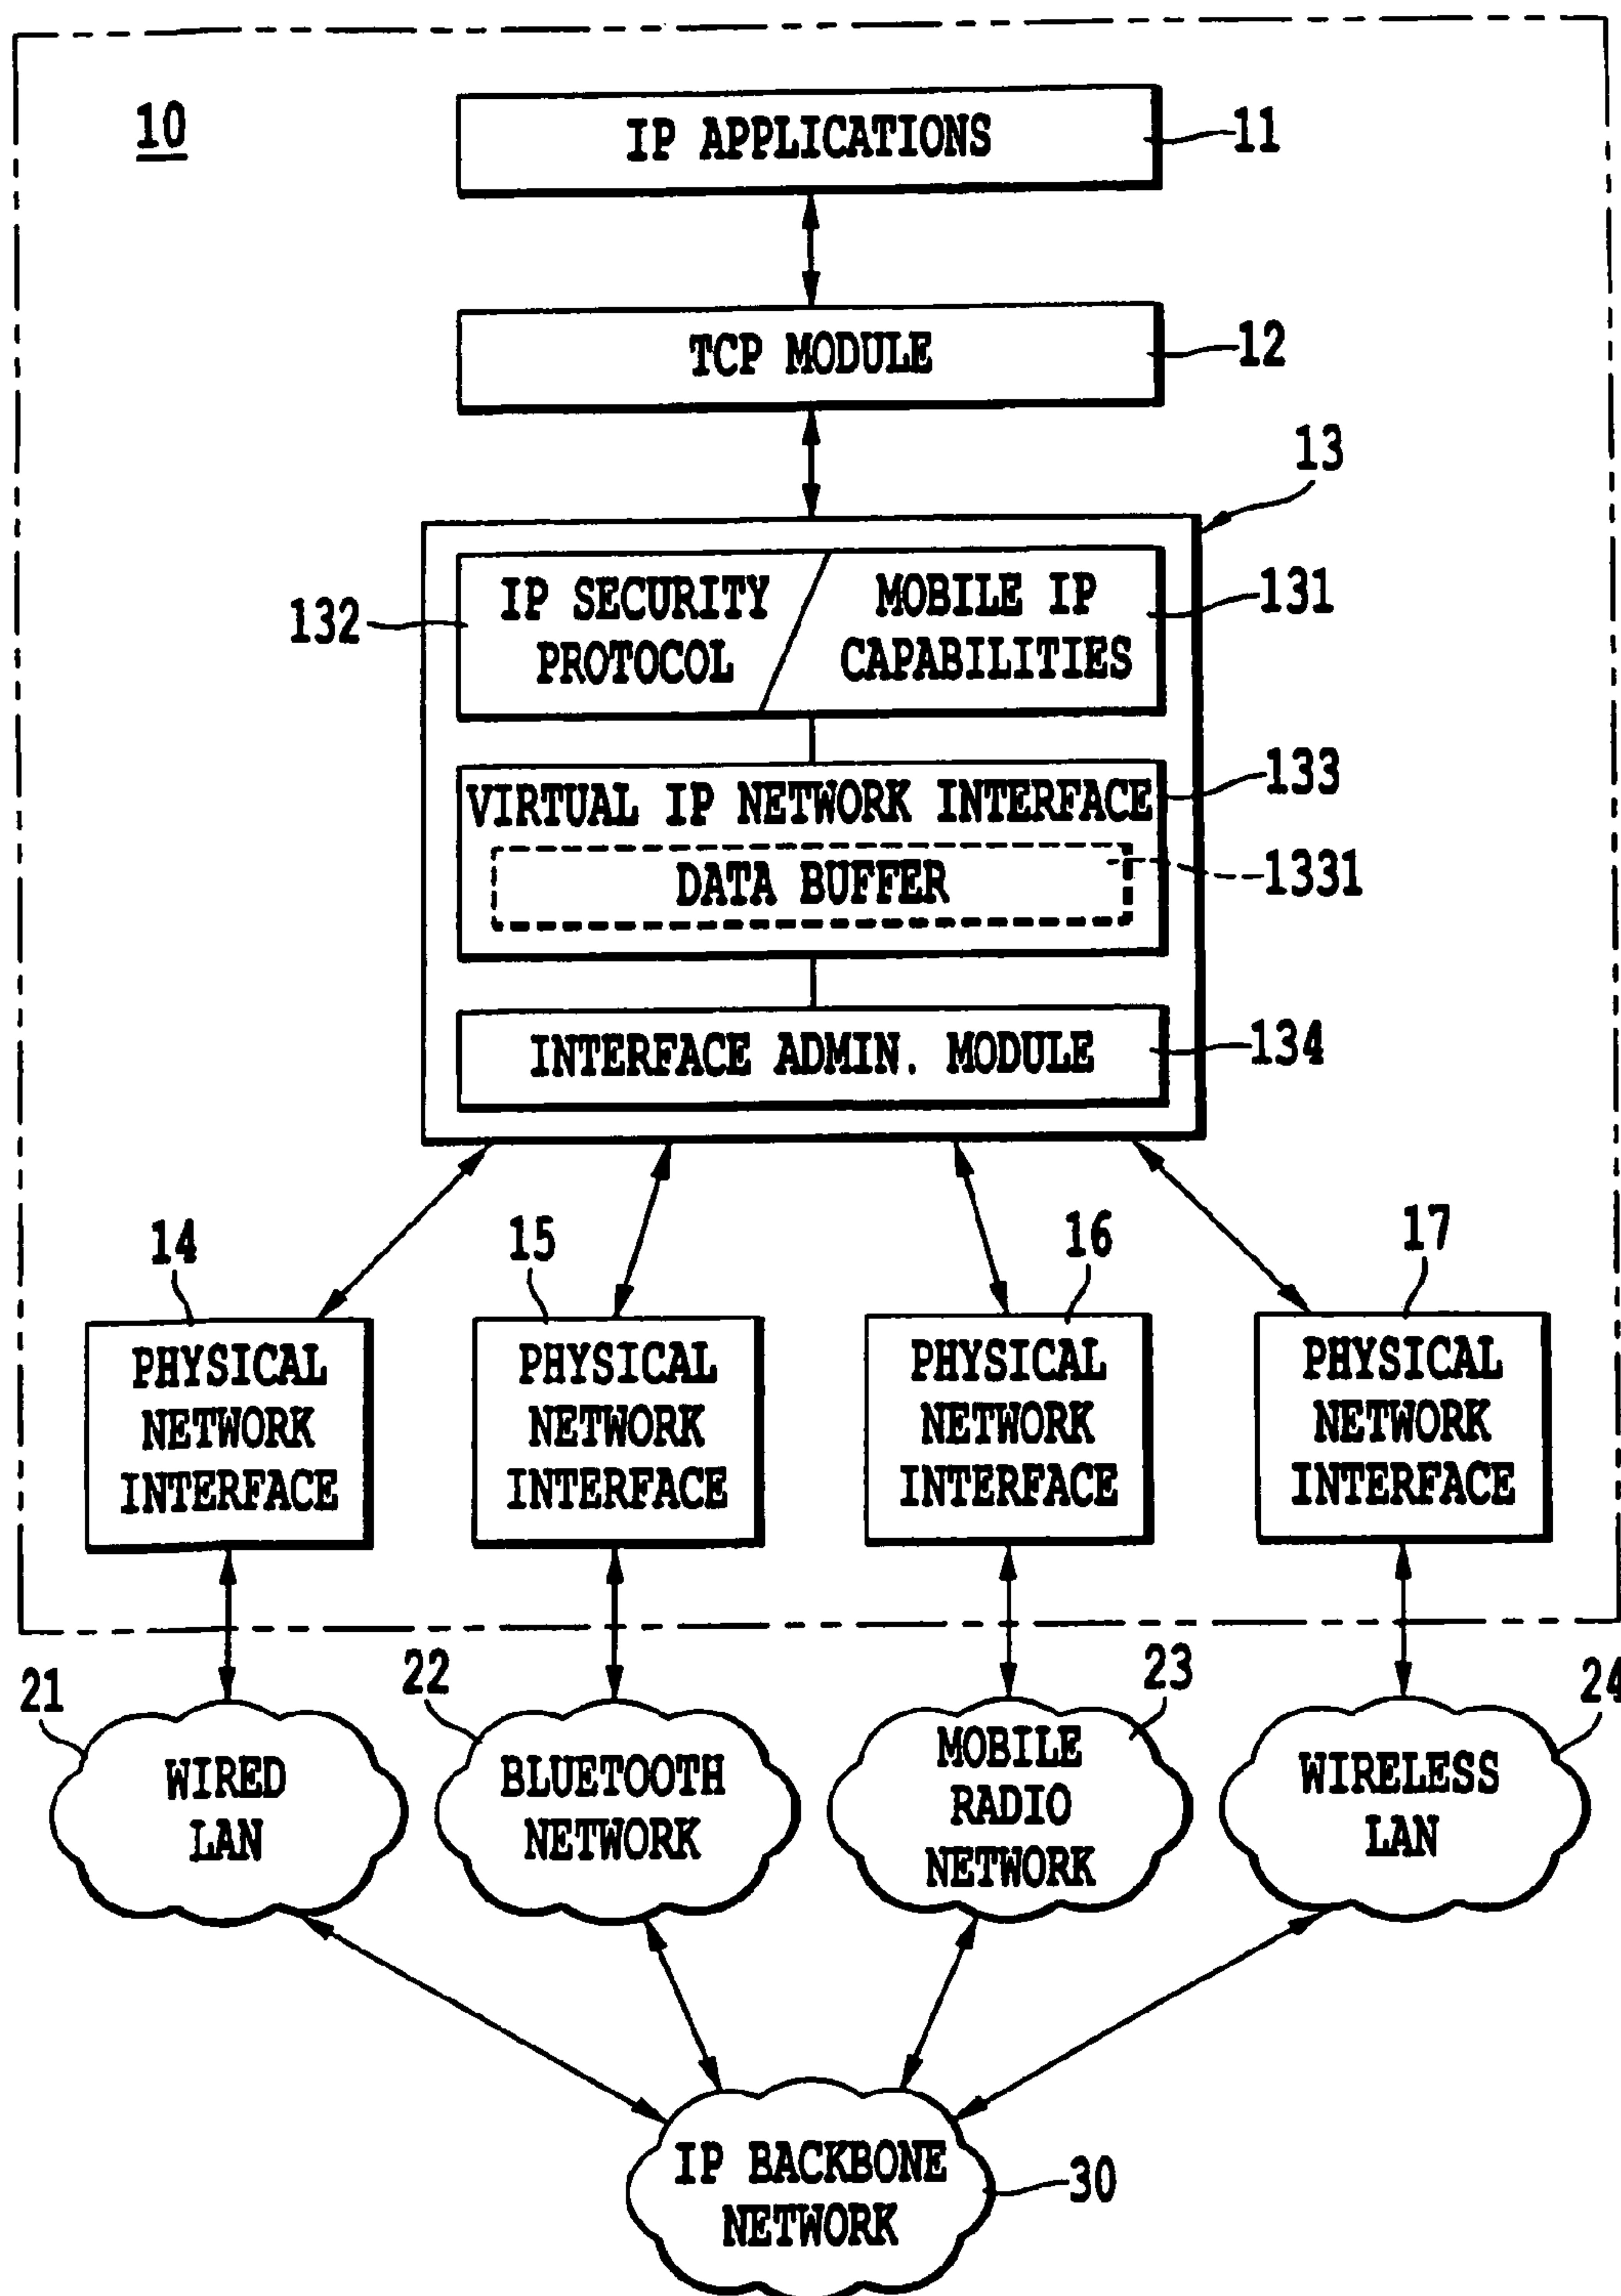 10
IP APPLICATIONS
11
TCP MODULE
12
13
132
IP SECURITY
PROTOCOL
MOBILE IP
CAPABILITIES
131
VIRTUAL IP NETWORK INTERFACE
133
DATA BUFFER
1331
INTERFACE ADMIN. MODULE
134
14
15
16
17
PHYSICAL
NETWORK
INTERFACE
PHYSICAL
NETWORK
INTERFACE
PHYSICAL
NETWORK
INTERFACE
PHYSICAL
NETWORK
INTERFACE
21
22
23
24
WIRED
LAN
BLUETOOTH
NETWORK
MOBILE
RADIO
NETWORK
WIRELESS
LAN
IP BACKBONE
NETWORK
30